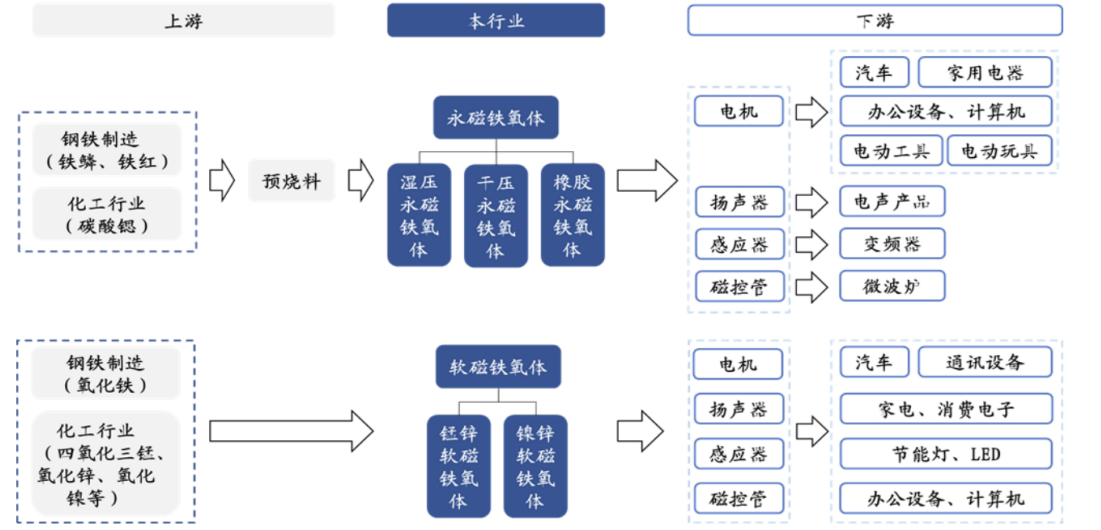 上游
本行业
下游
钢铁制造
（铁鳞、铁红）
化工行业
（碳酸锶）
预烧料
永磁铁氧体
湿压
永磁
铁氧
体
干压
永磁
铁氧
体
橡胶
永磁
铁氧
体
电机
汽车
家用电器
办公设备、计算机
电动工具
电动玩具
扬声器
电声产品
感应器
变频器
磁控管
微波炉
钢铁制造
（氧化铁）
化工行业
（四氧化三钰、
氧化锌、氧化
镍等）
软磁铁氧体
钰锌
软磁
铁氧
体
镍锌
软磁
铁氧
体
电机
扬声器
感应器
磁控管
汽车
通讯设备
家电、消费电子
节能灯、LED
办公设备、计算机